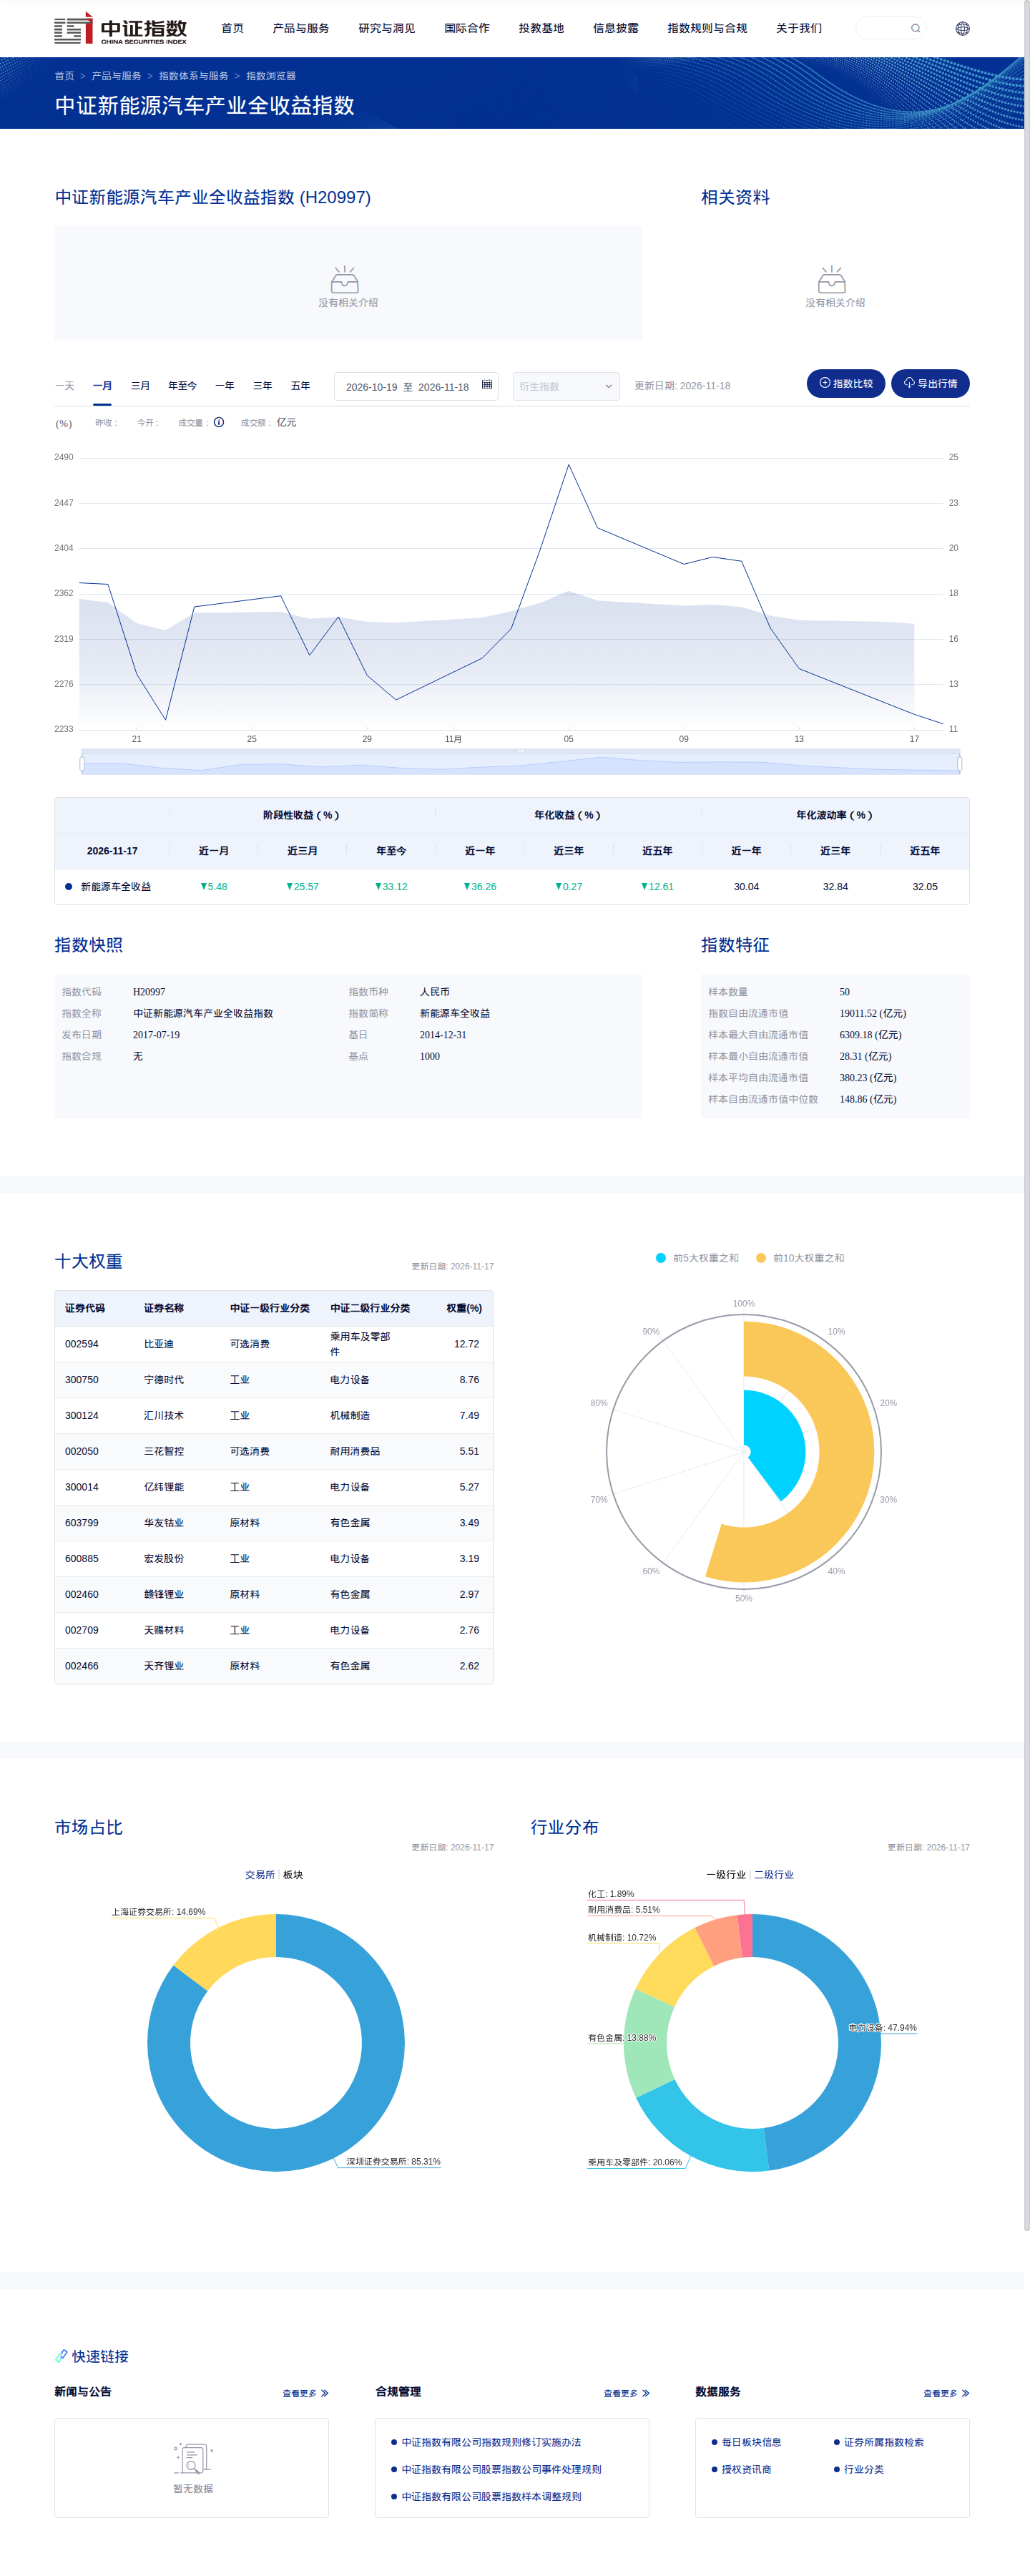 中证指数
CHINA SECURITIES INDEX
首页 产品与服务 研究与洞见 国际合作 投教基地 信息披露 指数规则与合规 关于我们
首页 > 产品与服务 > 指数体系与服务 > 指数浏览器
中证新能源汽车产业全收益指数
中证新能源汽车产业全收益指数 (H20997) 相关资料
没有相关介绍 没有相关介绍
一天 一月 三月 年至今 一年 三年 五年 2026-10-19 至 2026-11-18 衍生指数 更新日期: 2026-11-18 指数比较 导出行情
(%) 昨收 : 今开 : 成交量 : 成交额 : 亿元
2490 25
2447 23
2404 20
2362 18
2319 16
2276 13
2233 11
21 25 29 11月 05 09 13 17
阶段性收益 ( % ) 年化收益 ( % ) 年化波动率 ( % )
2026-11-17 近一月 近三月 年至今 近一年 近三年 近五年 近一年 近三年 近五年
新能源车全收益 ▼5.48 ▼25.57 ▼33.12 ▼36.26 ▼0.27 ▼12.61 30.04 32.84 32.05
指数快照 指数特征
指数代码 H20997 指数币种 人民币 样本数量 50
指数全称 中证新能源汽车产业全收益指数 指数简称 新能源车全收益 指数自由流通市值 19011.52 (亿元)
发布日期 2017-07-19 基日 2014-12-31 样本最大自由流通市值 6309.18 (亿元)
指数合规 无 基点 1000 样本最小自由流通市值 28.31 (亿元)
样本平均自由流通市值 380.23 (亿元)
样本自由流通市值中位数 148.86 (亿元)
十大权重 更新日期: 2026-11-17
证券代码 证券名称 中证一级行业分类 中证二级行业分类 权重(%)
002594 比亚迪 可选消费 乘用车及零部件 12.72
300750 宁德时代 工业 电力设备 8.76
300124 汇川技术 工业 机械制造 7.49
002050 三花智控 可选消费 耐用消费品 5.51
300014 亿纬锂能 工业 电力设备 5.27
603799 华友钴业 原材料 有色金属 3.49
600885 宏发股份 工业 电力设备 3.19
002460 赣锋锂业 原材料 有色金属 2.97
002709 天赐材料 工业 电力设备 2.76
002466 天齐锂业 原材料 有色金属 2.62
前5大权重之和 前10大权重之和
100%
90% 10%
80% 20%
70% 30%
60% 40%
50%
市场占比 行业分布
更新日期: 2026-11-17 更新日期: 2026-11-17
交易所 板块 一级行业 二级行业
上海证券交易所: 14.69%
深圳证券交易所: 85.31%
化工: 1.89%
耐用消费品: 5.51%
机械制造: 10.72%
电力设备: 47.94%
有色金属: 13.88%
乘用车及零部件: 20.06%
快速链接
新闻与公告 查看更多 合规管理 查看更多 数据服务 查看更多
暂无数据
中证指数有限公司指数规则修订实施办法
中证指数有限公司股票指数公司事件处理规则
中证指数有限公司股票指数样本调整规则
每日板块信息 证券所属指数检索
授权资讯商 行业分类